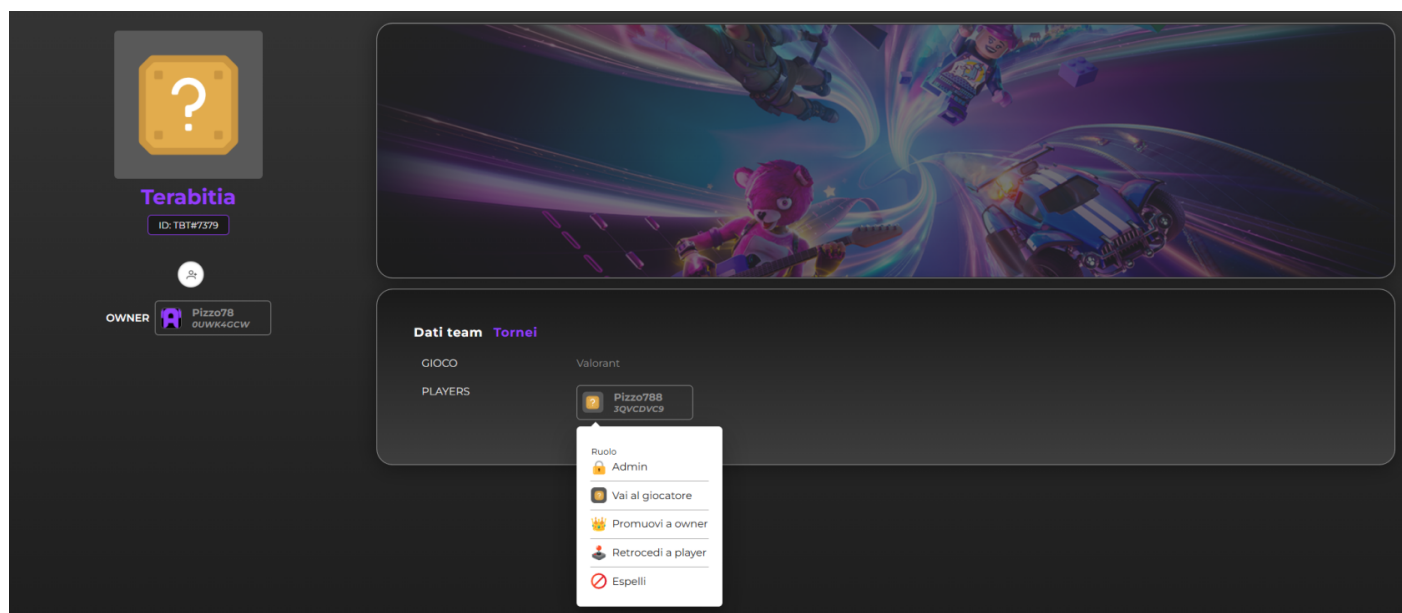 Terabitia
ID: TBT#7379
OWNER
Pizzo78
0UWK4GCW
Dati team Tornei
GIOCO Valorant
PLAYERS
Pizzo788
3QVCDVC9
Ruolo
Admin
Vai al giocatore
Promuovi a owner
Retrocedi a player
Espelli